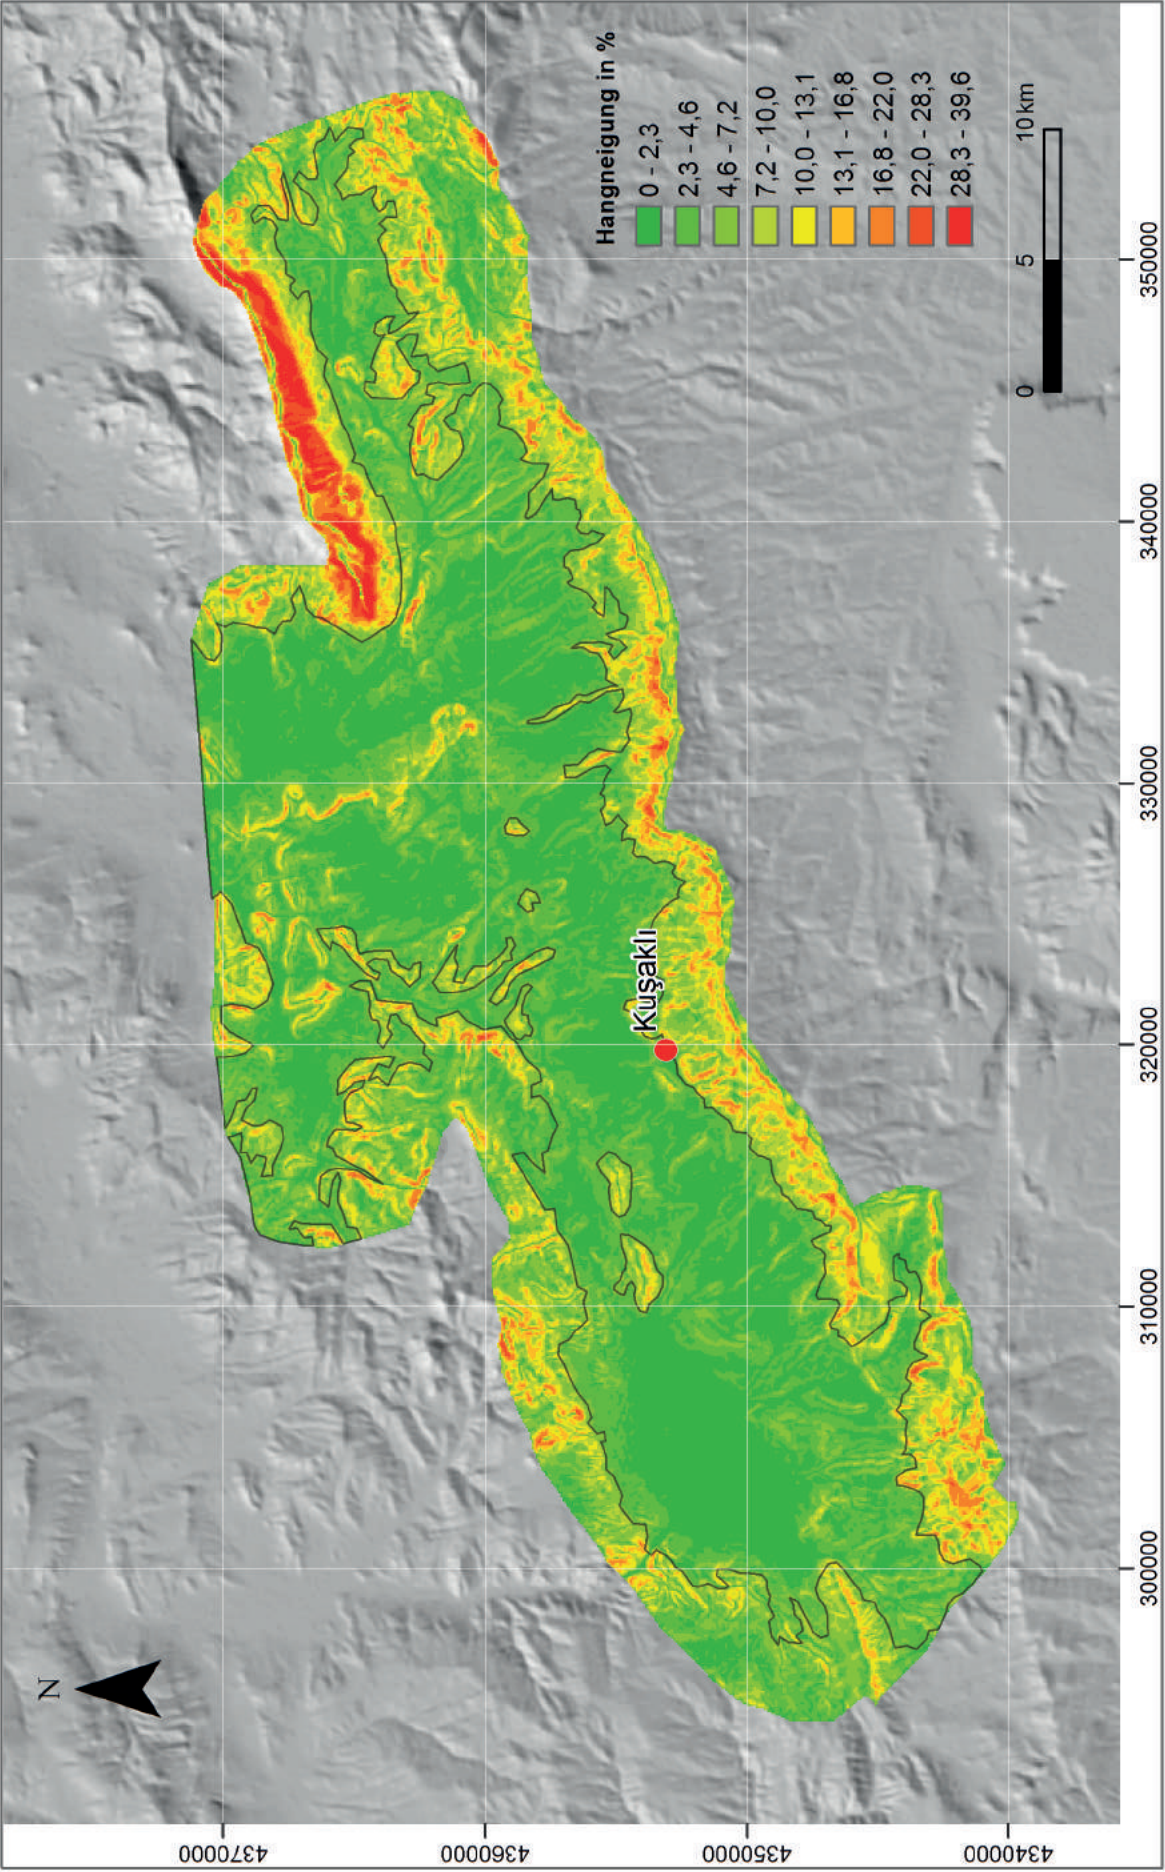 N
Kuşaklı
Hangneigung in %
0 - 2,3
2,3 - 4,6
4,6 - 7,2
7,2 - 10,0
10,0 - 13,1
13,1 - 16,8
16,8 - 22,0
22,0 - 28,3
28,3 - 39,6
0 5 10km
4370000
4360000
4350000
4340000
300000 310000 320000 330000 340000 350000